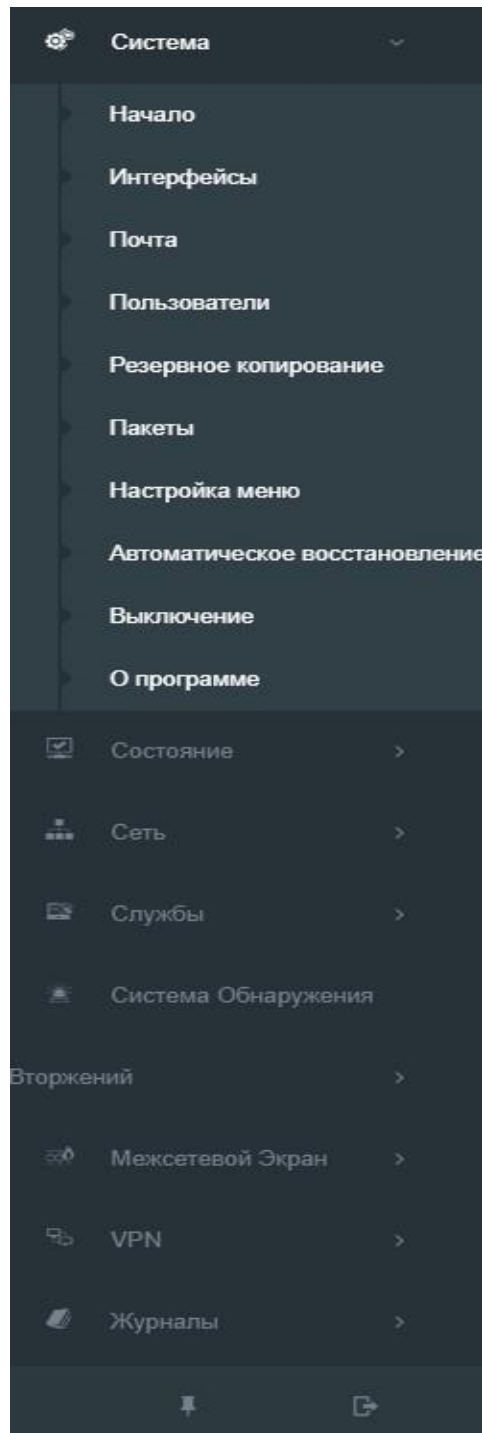 Система
Начало
Интерфейсы
Почта
Пользователи
Резервное копирование
Пакеты
Настройка меню
Автоматическое восстановление
Выключение
О программе
Состояние
Сеть
Службы
Система Обнаружения
Вторжений
Межсетевой Экран
VPN
Журналы